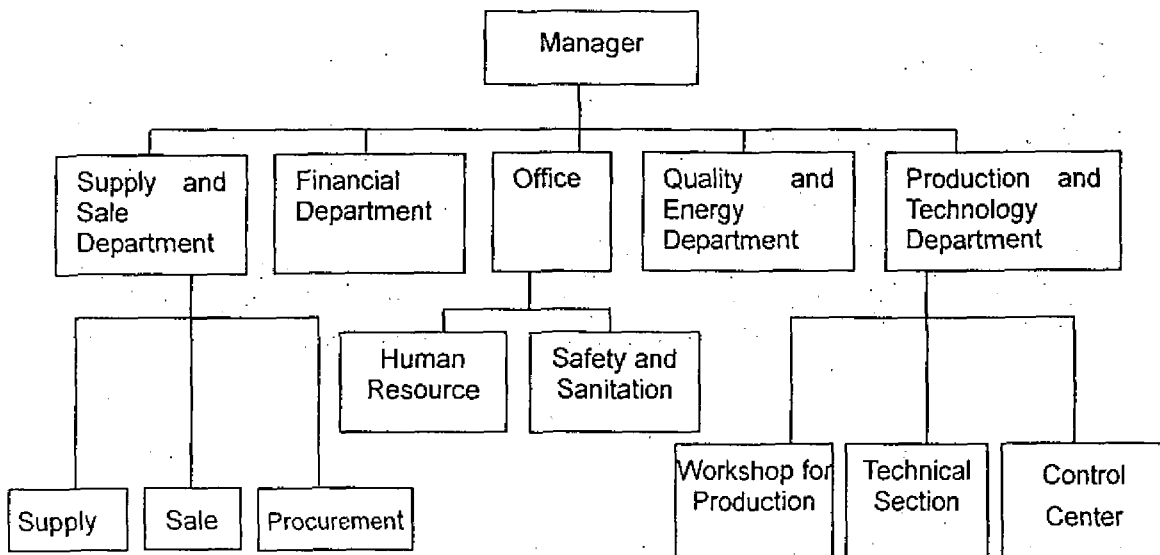 Manager
Supply and
Sale
Department
Financial
Department
Office
Quality and
Energy
Department
Production and
Technology
Department
Human
Resource
Safety and
Sanitation
Supply
Sale
Procurement
Workshop for
Production
Technical
Section
Control
Center